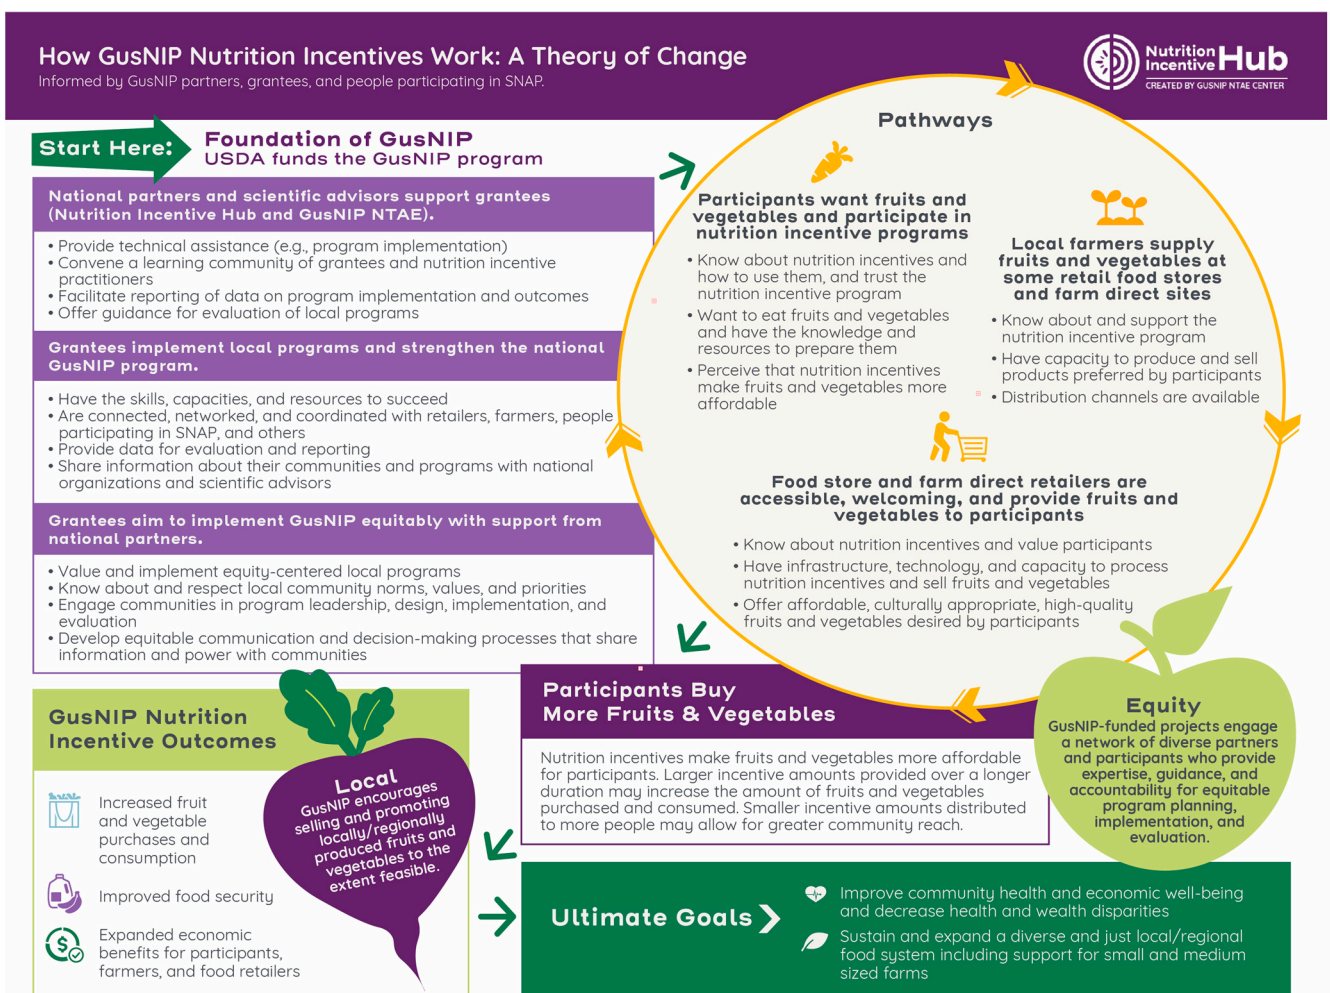 How GusNIP Nutrition Incentives Work: A Theory of Change
Informed by GusNIP partners, grantees, and people participating in SNAP.
Nutrition
Incentive Hub
CREATED BY GUSNIP NTAE CENTER
Start Here:
Foundation of GusNIP
USDA funds the GusNIP program
National partners and scientific advisors support grantees
(Nutrition Incentive Hub and GusNIP NTAE).
• Provide technical assistance (e.g., program implementation)
• Convene a learning community of grantees and nutrition incentive
practitioners
• Facilitate reporting of data on program implementation and outcomes
• Offer guidance for evaluation of local programs
Grantees implement local programs and strengthen the national
GusNIP program.
• Have the skills, capacities, and resources to succeed
• Are connected, networked, and coordinated with retailers, farmers, people
participating in SNAP, and others
• Provide data for evaluation and reporting
• Share information about their communities and programs with national
organizations and scientific advisors
Grantees aim to implement GusNIP equitably with support from
national partners.
• Value and implement equity-centered local programs
• Know about and respect local community norms, values, and priorities
• Engage communities in program leadership, design, implementation, and
evaluation
• Develop equitable communication and decision-making processes that share
information and power with communities
Pathways
Participants want fruits and
vegetables and participate in
nutrition incentive programs
• Know about nutrition incentives and
how to use them, and trust the
nutrition incentive program
• Want to eat fruits and vegetables
and have the knowledge and
resources to prepare them
• Perceive that nutrition incentives
make fruits and vegetables more
affordable
Local farmers supply
fruits and vegetables at
some retail food stores
and farm direct sites
• Know about and support the
nutrition incentive program
• Have capacity to produce and sell
products preferred by participants
• Distribution channels are available
Food store and farm direct retailers are
accessible, welcoming, and provide fruits and
vegetables to participants
• Know about nutrition incentives and value participants
• Have infrastructure, technology, and capacity to process
nutrition incentives and sell fruits and vegetables
• Offer affordable, culturally appropriate, high-quality
fruits and vegetables desired by participants
Participants Buy
More Fruits & Vegetables
Nutrition incentives make fruits and vegetables more affordable
for participants. Larger incentive amounts provided over a longer
duration may increase the amount of fruits and vegetables
purchased and consumed. Smaller incentive amounts distributed
to more people may allow for greater community reach.
Equity
GusNIP-funded projects engage
a network of diverse partners
and participants who provide
expertise, guidance, and
accountability for equitable
program planning,
implementation, and
evaluation.
GusNIP Nutrition
Incentive Outcomes
Increased fruit
and vegetable
purchases and
consumption
Improved food security
$
Expanded economic
benefits for participants,
farmers, and food retailers
Local
GusNIP encourages
selling and promoting
locally/regionally
produced fruits and
vegetables to the
extent feasible.
Ultimate Goals
Improve community health and economic well-being
and decrease health and wealth disparities
Sustain and expand a diverse and just local/regional
food system including support for small and medium
sized farms